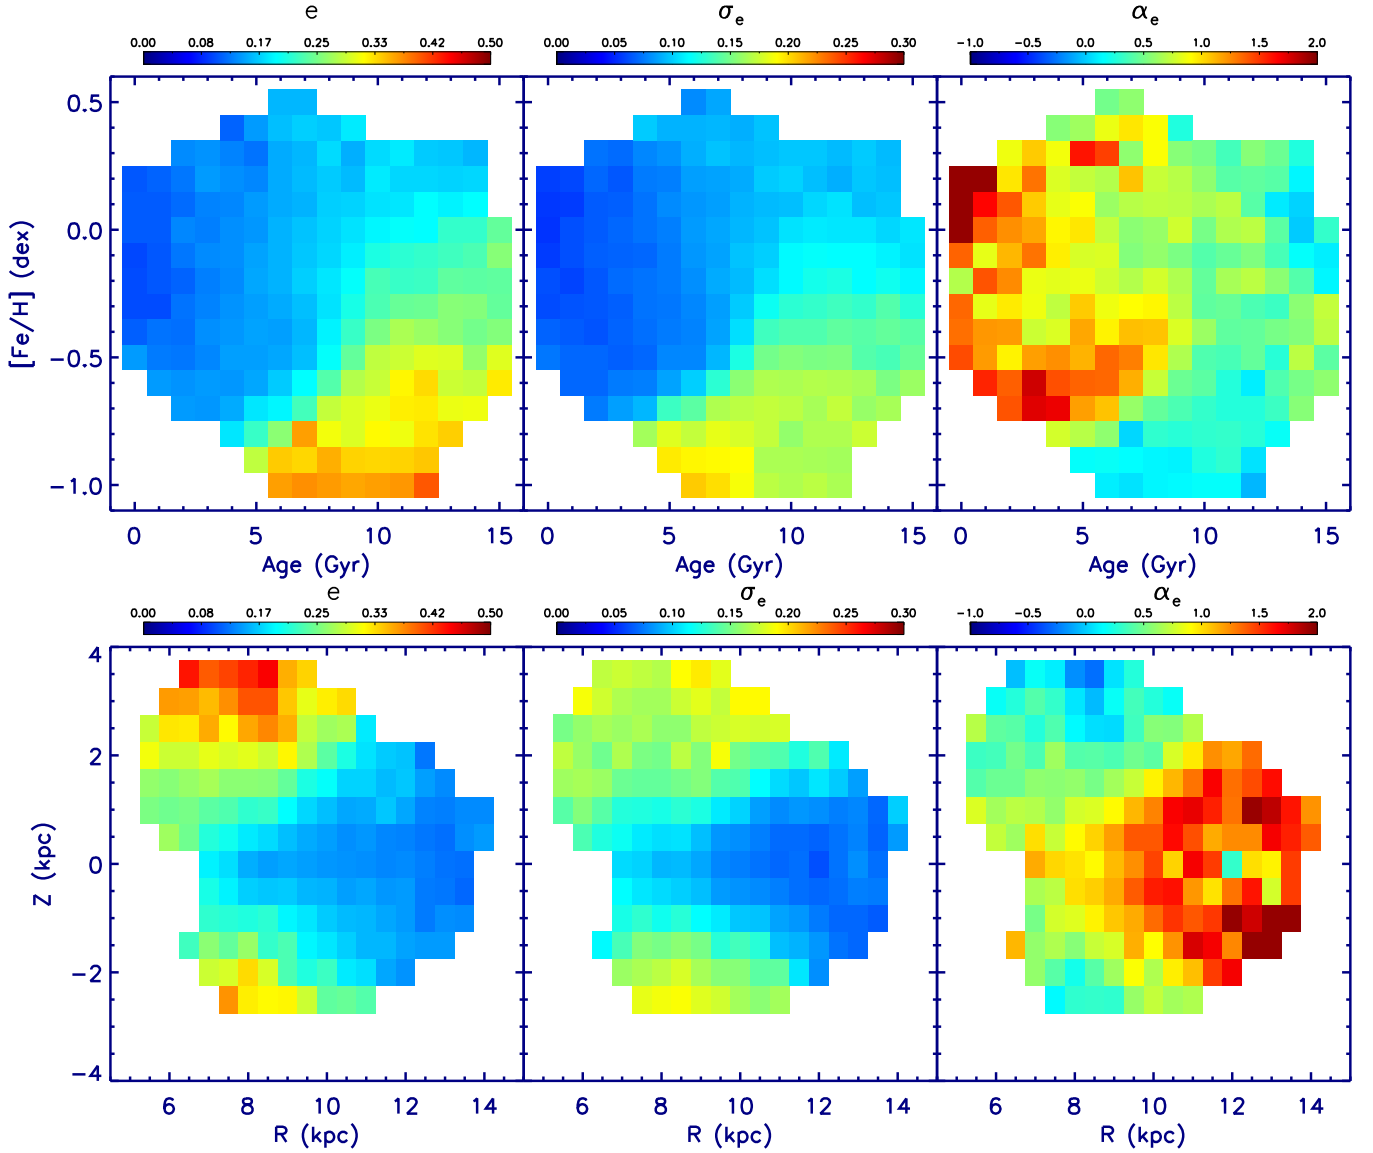 e σe αe
0.00 0.08 0.17 0.25 0.33 0.42 0.50 0.00 0.05 0.10 0.15 0.20 0.25 0.30 -1.0 -0.5 0.0 0.5 1.0 1.5 2.0
0.5
0.0
-0.5
-1.0
[Fe/H] (dex)
0 5 10 15 0 5 10 15 0 5 10 15
Age (Gyr) Age (Gyr) Age (Gyr)
e σe αe
0.00 0.08 0.17 0.25 0.33 0.42 0.50 0.00 0.05 0.10 0.15 0.20 0.25 0.30 -1.0 -0.5 0.0 0.5 1.0 1.5 2.0
4
2
0
-2
-4
Z (kpc)
6 8 10 12 14 6 8 10 12 14 6 8 10 12 14
R (kpc) R (kpc) R (kpc)